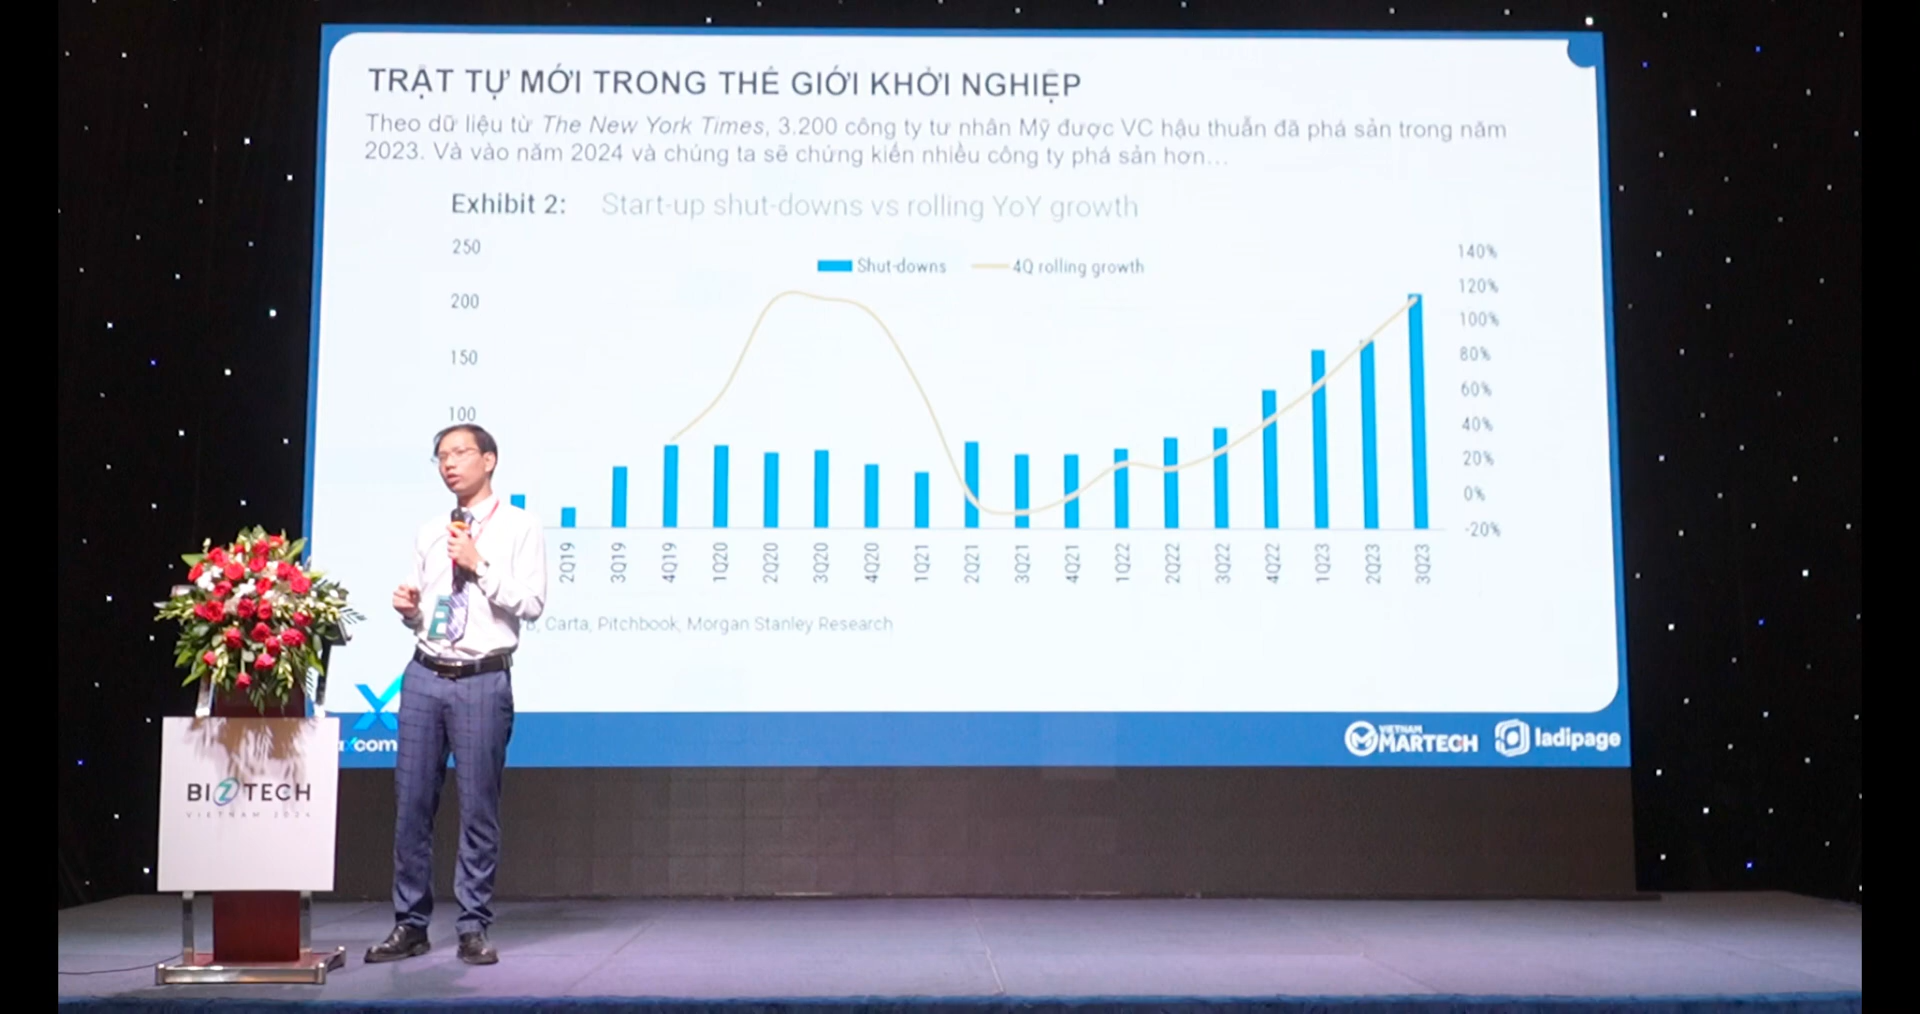 TRẬT TỰ MỚI TRONG THẾ GIỚI KHỞI NGHIỆP
Theo dữ liệu từ The New York Times, 3.200 công ty tư nhân Mỹ được VC hậu thuẫn đã phá sản trong năm
2023. Và vào năm 2024 và chúng ta sẽ chứng kiến nhiều công ty phá sản hơn...
Exhibit 2: Start-up shut-downs vs rolling YoY growth
250
200
150
100
Shut-downs 4Q rolling growth
140%
120%
100%
80%
60%
40%
20%
0%
-20%
2Q19 3Q19 4Q19 1Q20 2Q20 3Q20 4Q20 1Q21 2Q21 3Q21 4Q21 1Q22 2Q22 3Q22 4Q22 1Q23 2Q23 3Q23
Carta, Pitchbook, Morgan Stanley Research
VIETNAM
MARTECH
ladipage
BIZTECH
VIETNAM 2024